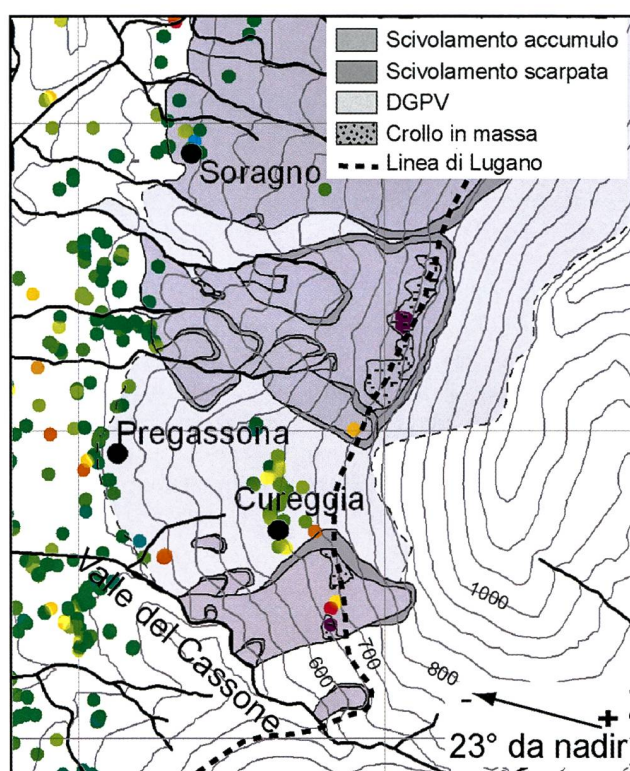 Scivolamento accumulo
Scivolamento scarpata
DGPV
Crollo in massa
Linea di Lugano
Soragno
Pregassona
Cureggia
Valle del Cassone
1000
600
700
800
- +
23° da nadir